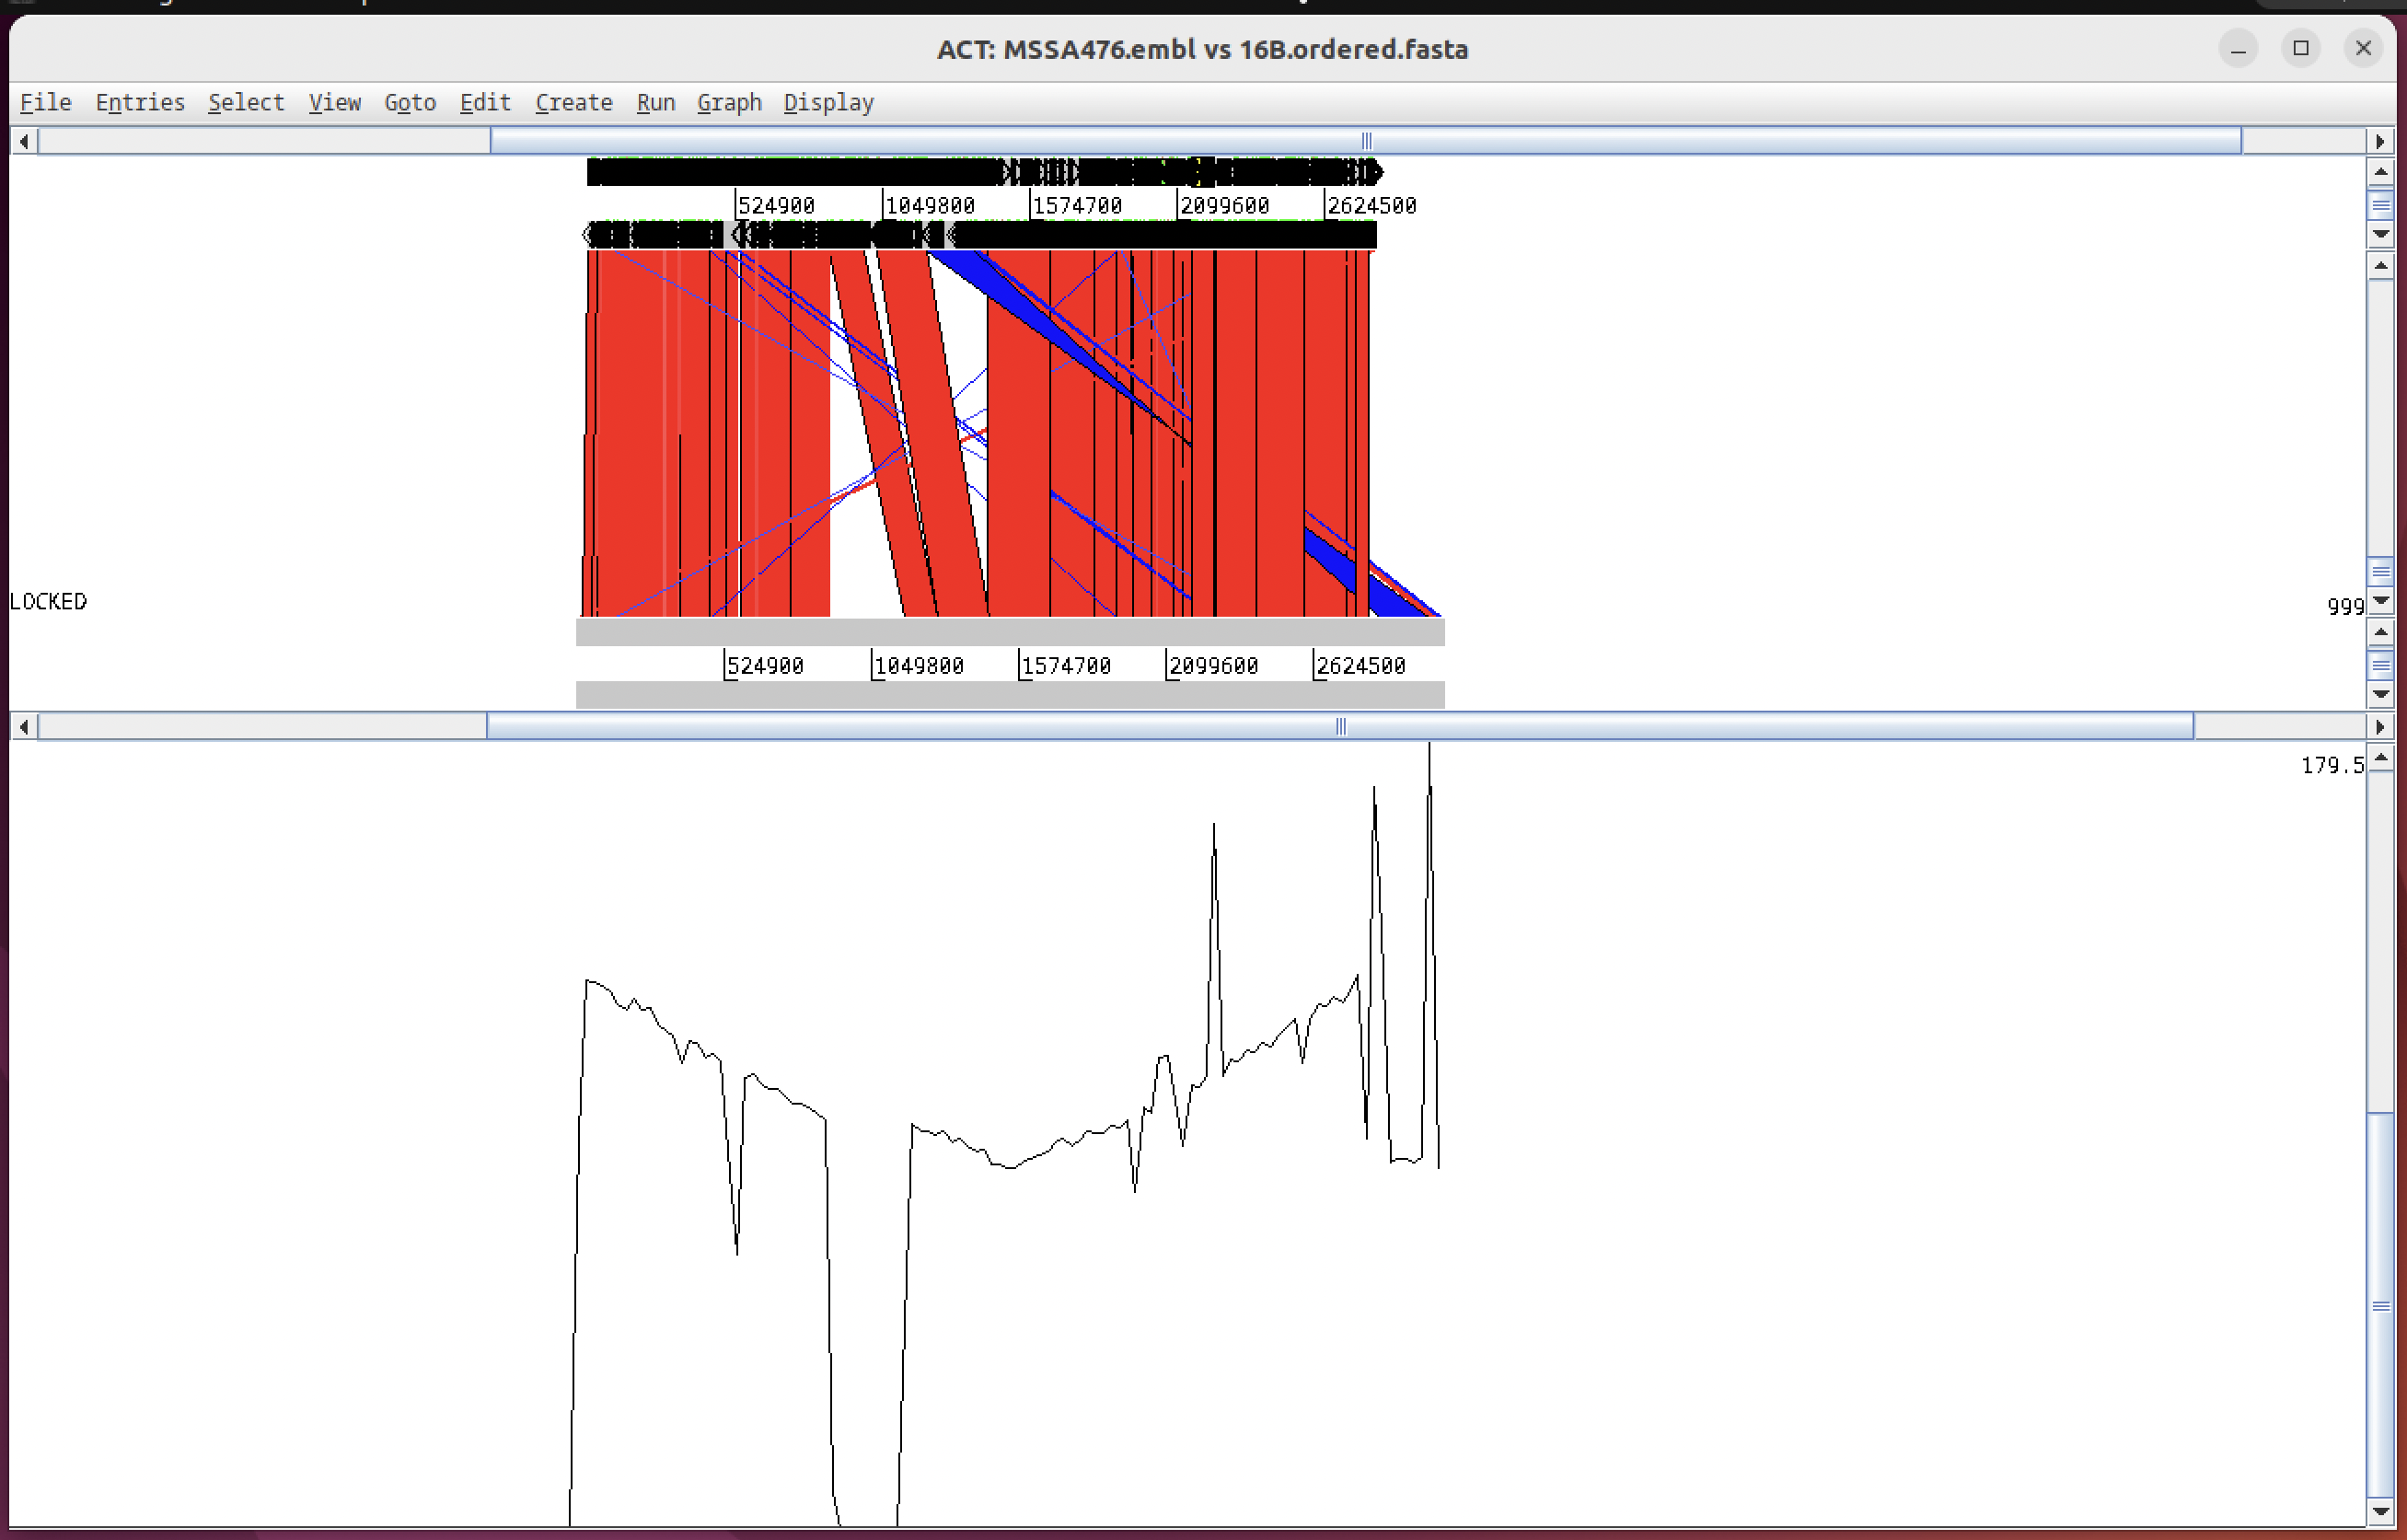 ACT: MSSA476.embl vs 16B.ordered.fasta
File Entries Select View Goto Edit Create Run Graph Display
524900 1049800 1574700 2099600 2624500
LOCKED 999
524900 1049800 1574700 2099600 2624500
179.5